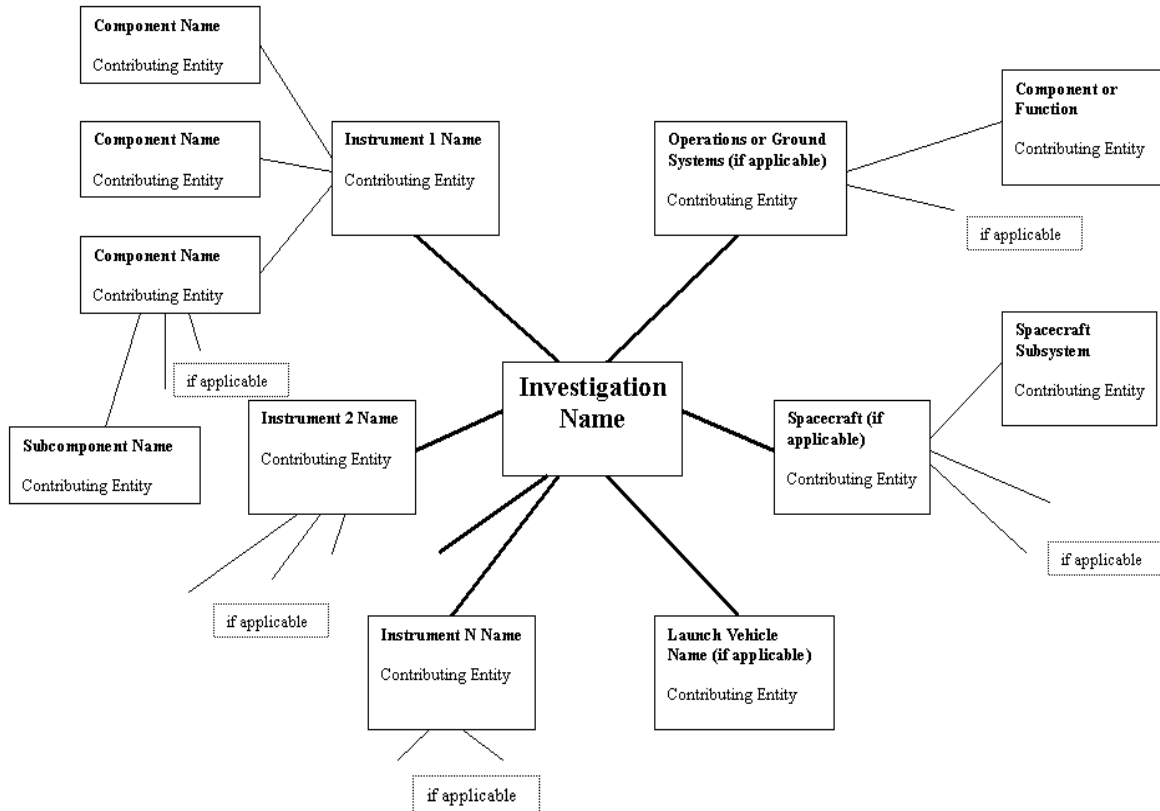 Component Name
Contributing Entity
Component Name
Contributing Entity
Component Name
Contributing Entity
if applicable
Subcomponent Name
Contributing Entity
Instrument 1 Name
Contributing Entity
Operations or Ground
Systems (if applicable)
Contributing Entity
Component or
Function
Contributing Entity
if applicable
Investigation
Name
Instrument 2 Name
Contributing Entity
if applicable
Spacecraft (if
applicable)
Contributing Entity
Spacecraft
Subsystem
Contributing Entity
if applicable
Instrument N Name
Contributing Entity
if applicable
Launch Vehicle
Name (if applicable)
Contributing Entity